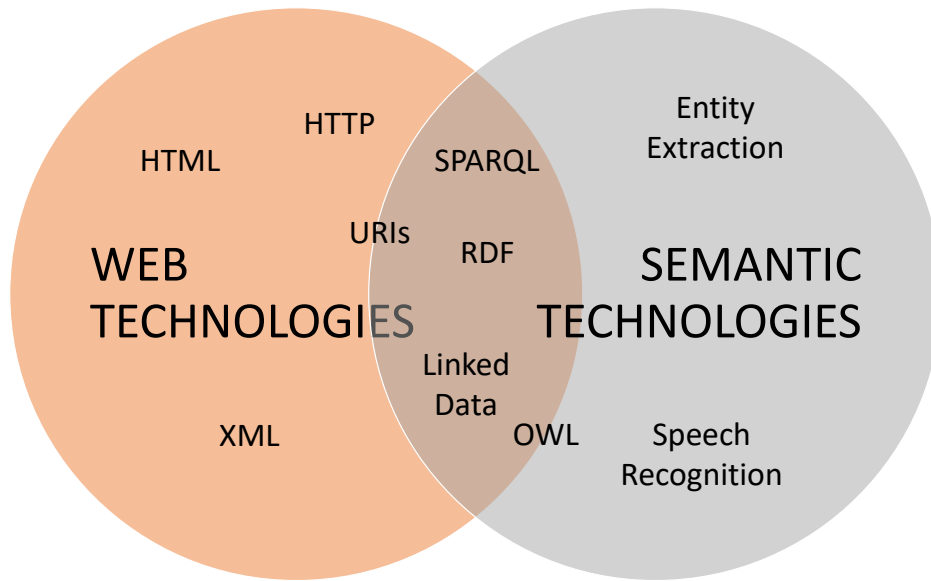 HTTP
HTML
URIs
WEB
TECHNOLOGIES
XML
SPARQL
RDF
Linked
Data
OWL
Entity
Extraction
SEMANTIC
TECHNOLOGIES
Speech
Recognition